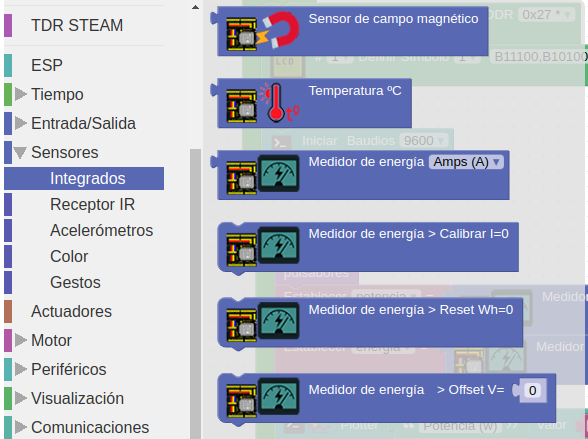 TDR STEAM
ESP
Tiempo
Entrada/Salida
Sensores
Integrados
Receptor IR
Acelerómetros
Color
Gestos
Actuadores
Motor
Periféricos
Visualización
Comunicaciones
Sensor de campo magnético
DDR 0x27 *
LCD
# 1 Definir Símbolo 1 B11100,B10100
Temperatura ºC
t°
Iniciar Baudios 9600
Medidor de energía Amps (A)
Medidor de energía > Calibrar I=0
pulsadores
Establecer potencia = Medido
Medidor de energía > Reset Wh=0
Establecer energía = Medidor
Medidor de energía > Offset V= 0
Plotter “ Potencia (w) ” Valor